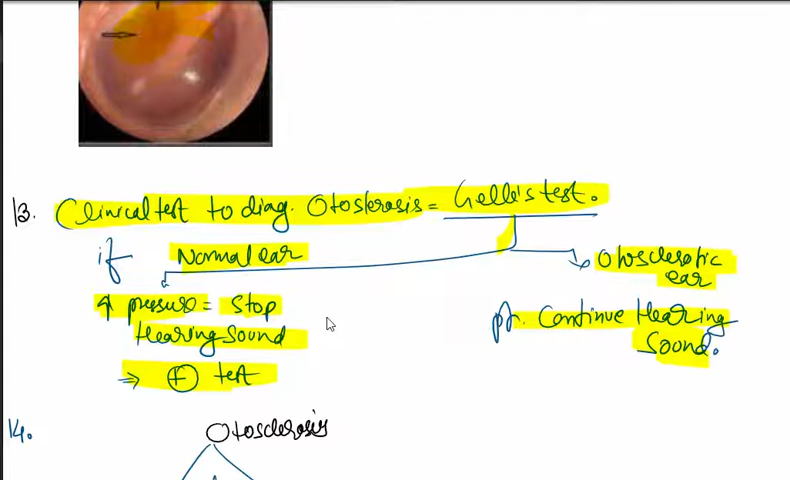 13. Clinical test to diag. Otosclerosis = Gelle's test.
if Normal ear
Otosclerotic
ear
↑ pressure = Stop
Hearing Sound
⇒ ⊕ test
pt. Continue Hearing
Sound.
14. Otosclerosis